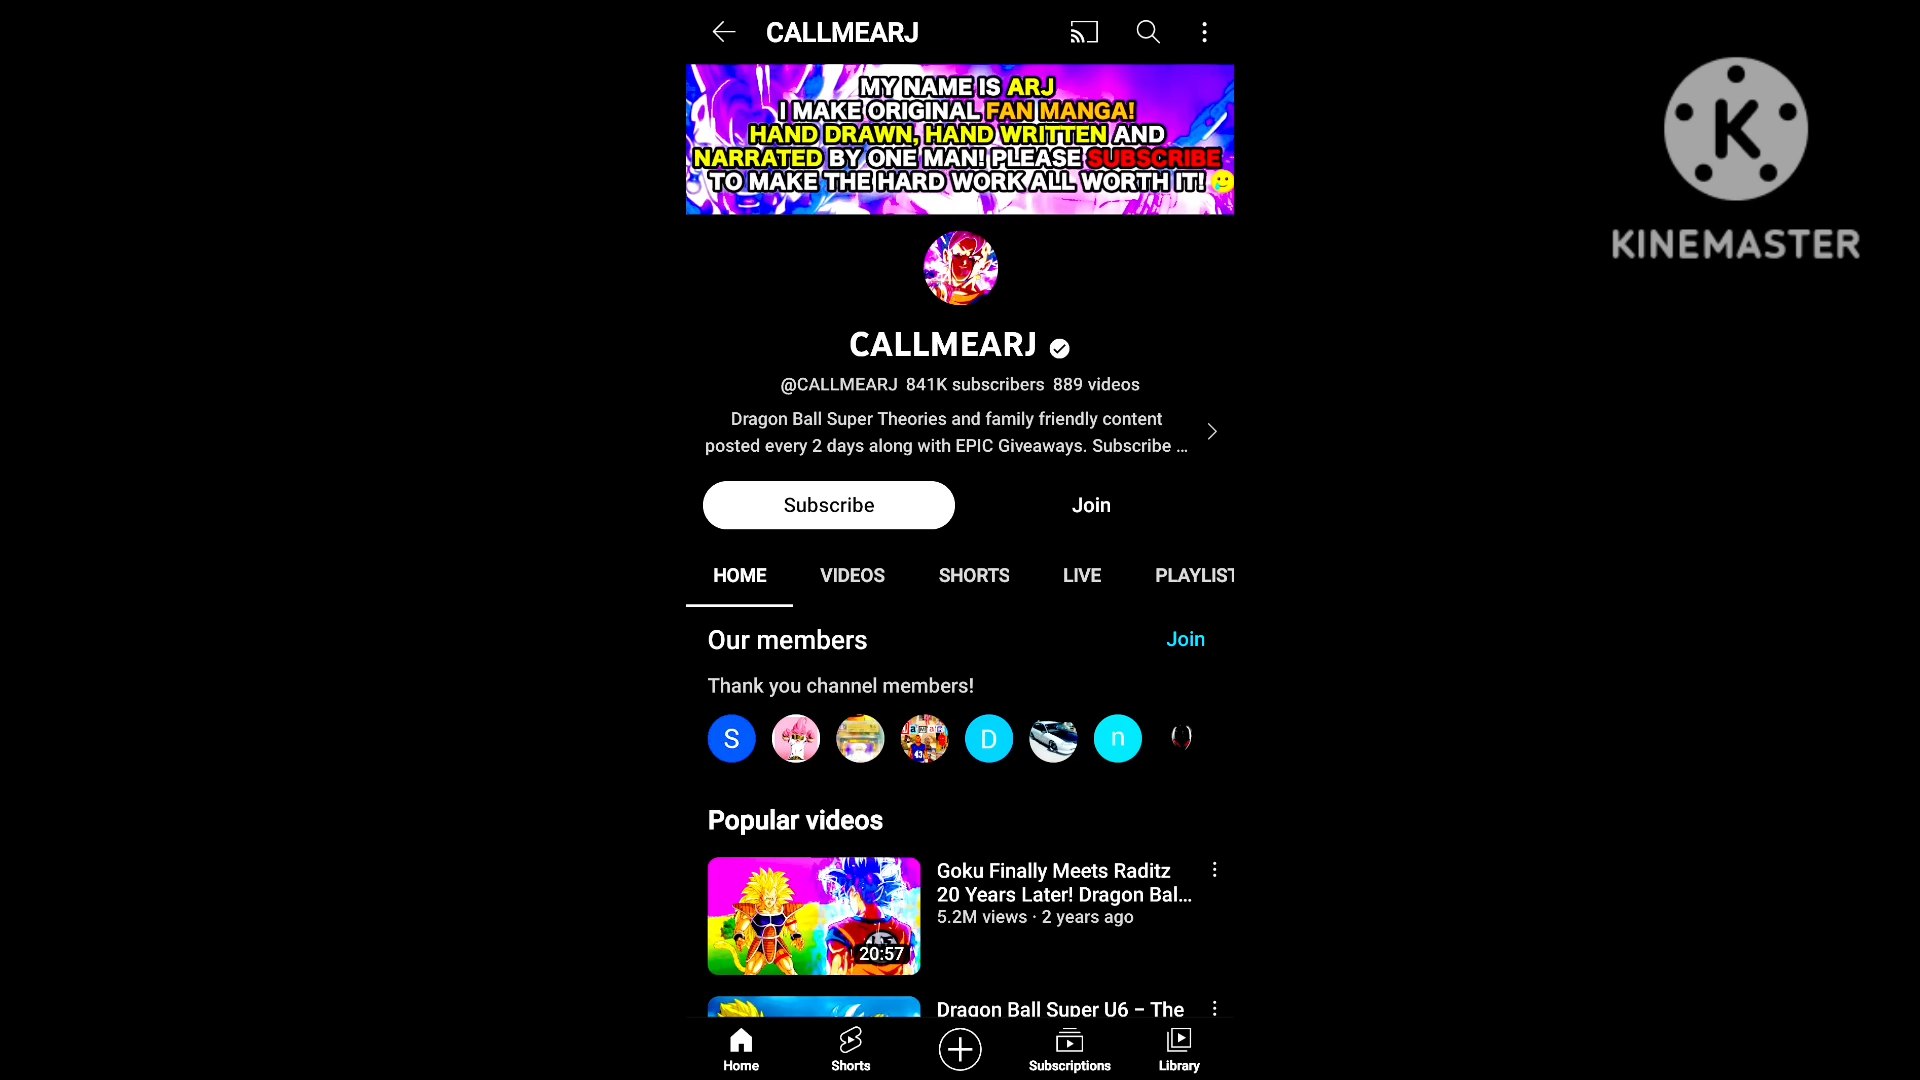 CALLMEARJ
MY NAME IS ARJ
I MAKE ORIGINAL FAN MANGA!
HAND DRAWN, HAND WRITTEN AND
NARRATED BY ONE MAN! PLEASE SUBSCRIBE
TO MAKE THE HARD WORK ALL WORTH IT!
K
KINEMASTER
CALLMEARJ
@CALLMEARJ 841K subscribers 889 videos
Dragon Ball Super Theories and family friendly content
posted every 2 days along with EPIC Giveaways. Subscribe ...
Subscribe Join
HOME VIDEOS SHORTS LIVE PLAYLIST
Our members Join
Thank you channel members!
S D n
Popular videos
Goku Finally Meets Raditz
20 Years Later! Dragon Bal...
5.2M views · 2 years ago
20:57
Dragon Ball Super U6 – The
Home Shorts Subscriptions Library